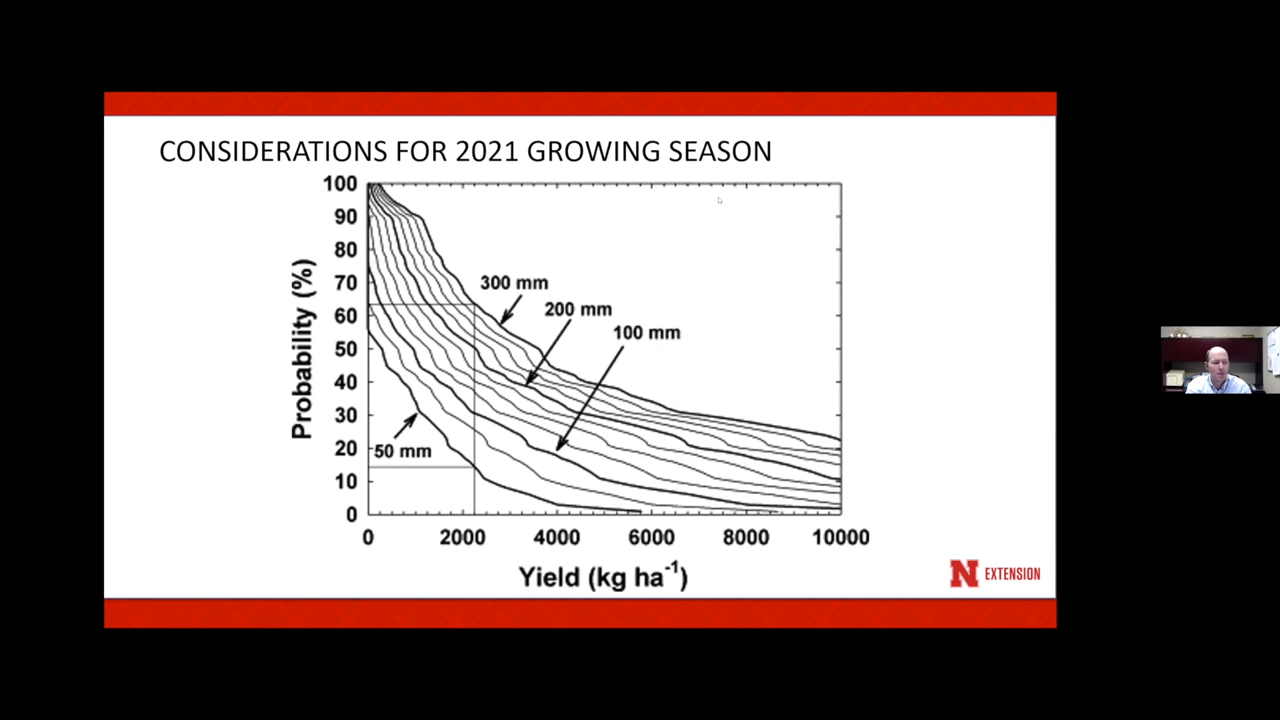 CONSIDERATIONS FOR 2021 GROWING SEASON
100
90
80
70
60
50
40
30
20
10
0
Probability (%)
300 mm
200 mm
100 mm
50 mm
0 2000 4000 6000 8000 10000
Yield (kg ha⁻¹)
N EXTENSION